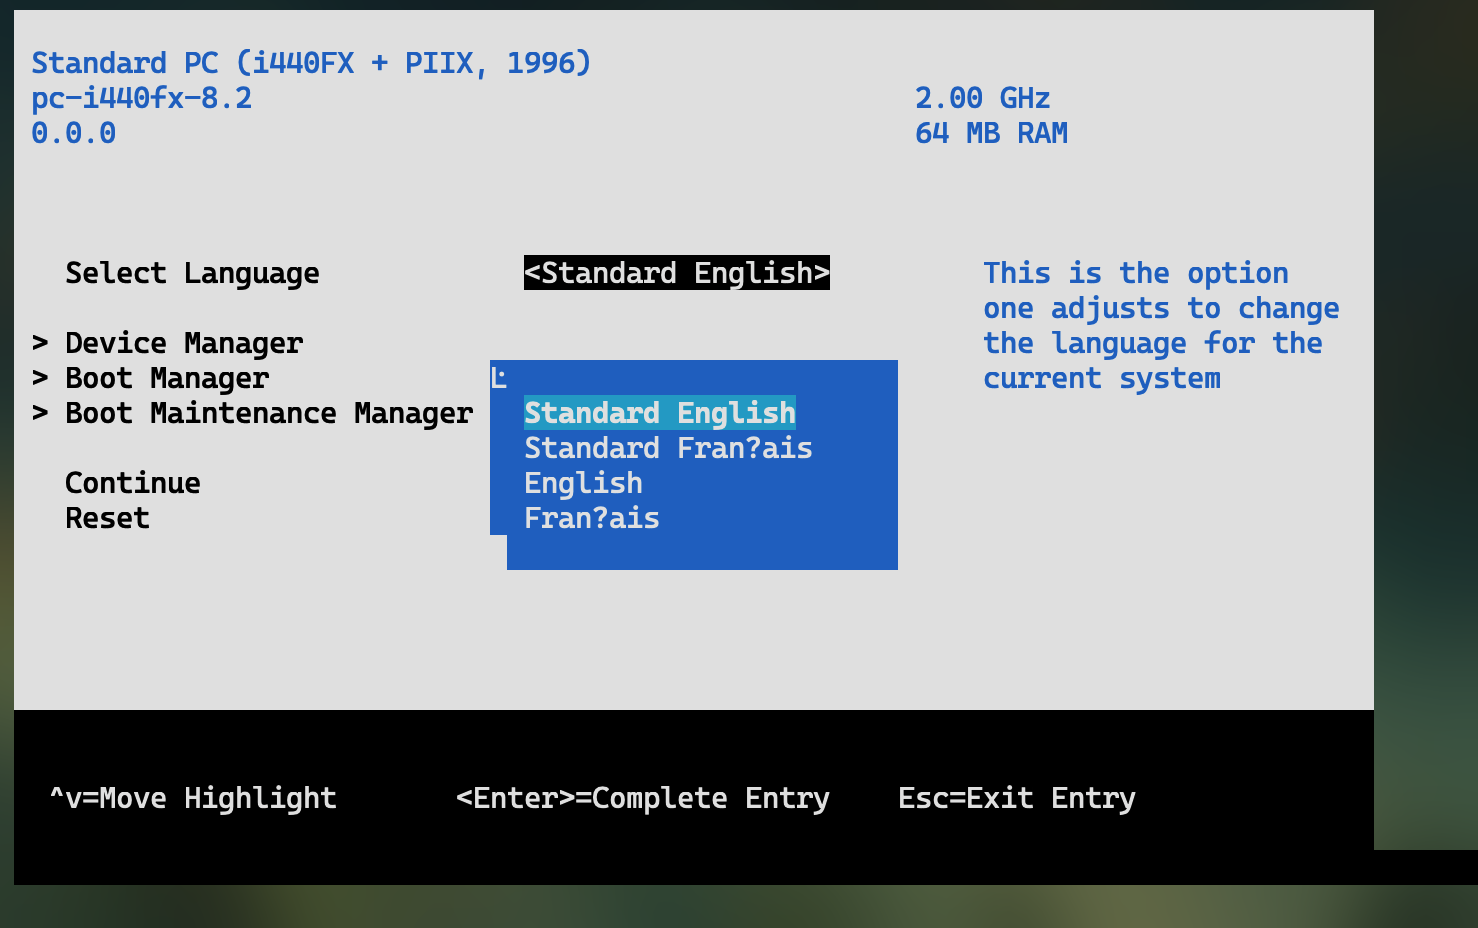 Standard PC (i440FX + PIIX, 1996)
pc-i440fx-8.2 2.00 GHz
0.0.0 64 MB RAM
Select Language <Standard English> This is the option
one adjusts to change
> Device Manager the language for the
> Boot Manager current system
> Boot Maintenance Manager Standard English
Standard Fran?ais
Continue English
Reset Fran?ais
^v=Move Highlight <Enter>=Complete Entry Esc=Exit Entry